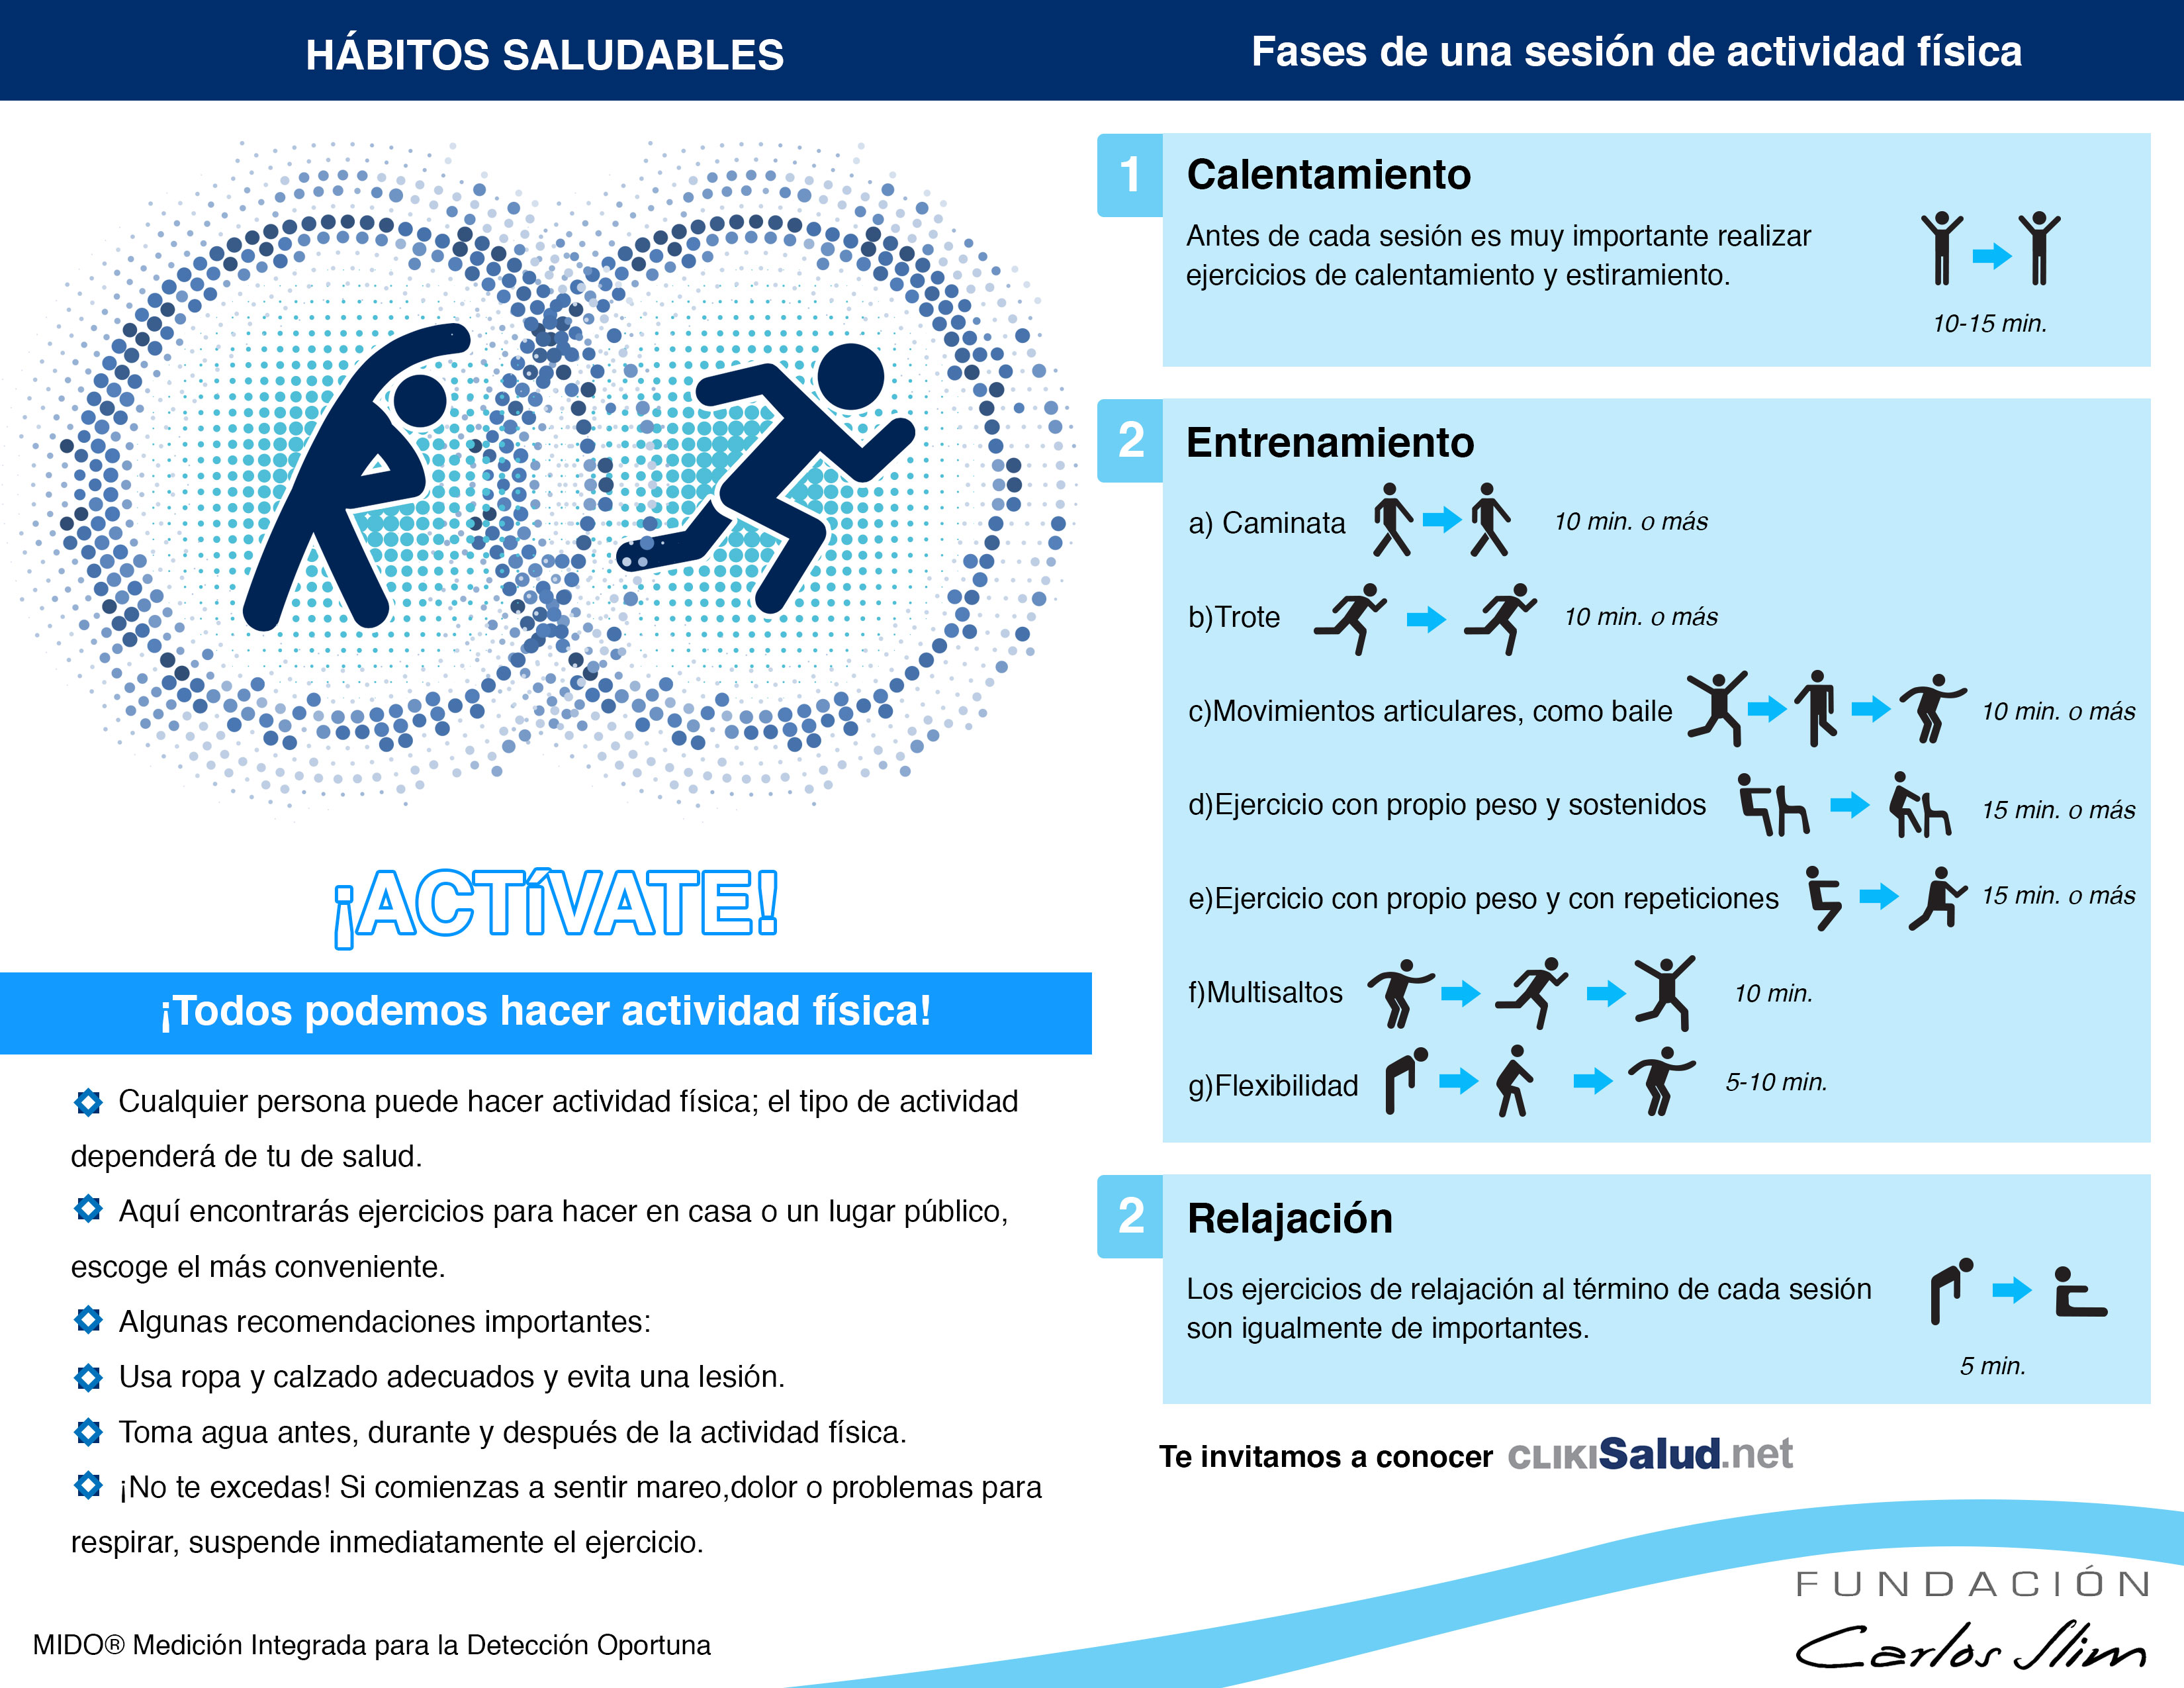 HÁBITOS SALUDABLES
¡ACTíVATE!
¡Todos podemos hacer actividad física!
Cualquier persona puede hacer actividad física; el tipo de actividad
dependerá de tu de salud.
Aquí encontrarás ejercicios para hacer en casa o un lugar público,
escoge el más conveniente.
Algunas recomendaciones importantes:
Usa ropa y calzado adecuados y evita una lesión.
Toma agua antes, durante y después de la actividad física.
¡No te excedas! Si comienzas a sentir mareo,dolor o problemas para
respirar, suspende inmediatamente el ejercicio.
MIDO® Medición Integrada para la Detección Oportuna
Fases de una sesión de actividad física
1 Calentamiento
Antes de cada sesión es muy importante realizar
ejercicios de calentamiento y estiramiento.
10-15 min.
2 Entrenamiento
a) Caminata 10 min. o más
b)Trote 10 min. o más
c)Movimientos articulares, como baile 10 min. o más
d)Ejercicio con propio peso y sostenidos 15 min. o más
e)Ejercicio con propio peso y con repeticiones 15 min. o más
f)Multisaltos 10 min.
g)Flexibilidad 5-10 min.
2 Relajación
Los ejercicios de relajación al término de cada sesión
son igualmente de importantes.
5 min.
Te invitamos a conocer CLIKISalud.net
FUNDACIÓN
Carlos Slim